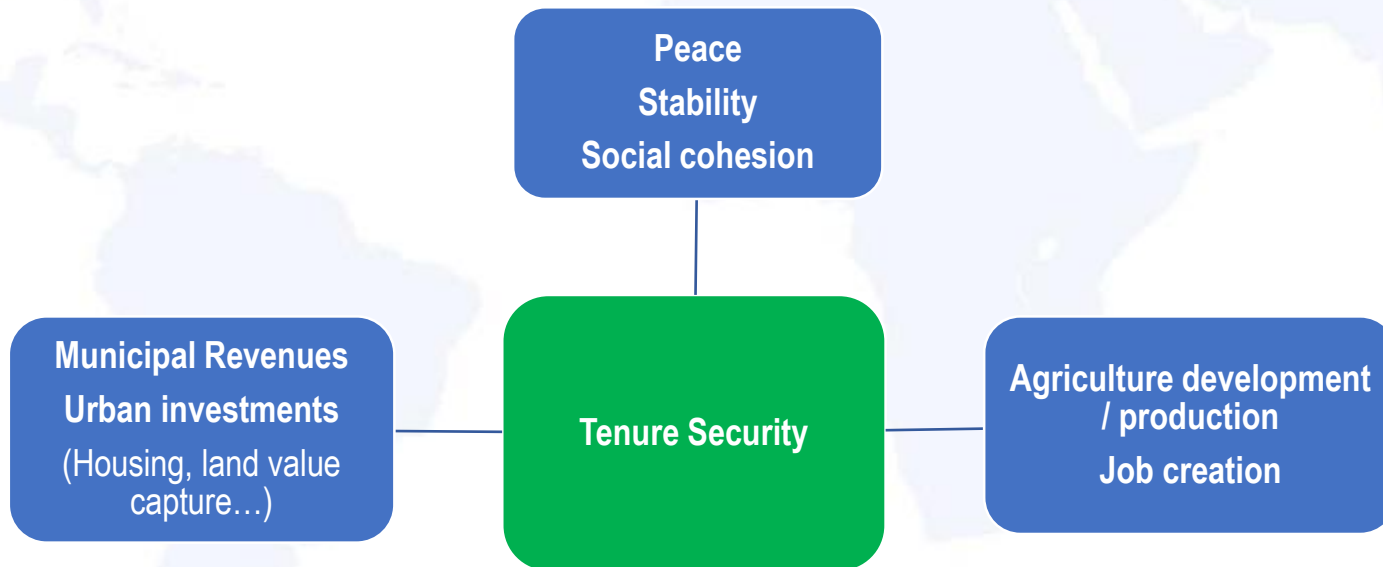 Peace
Stability
Social cohesion
Municipal Revenues
Urban investments
(Housing, land value
capture…)
Tenure Security
Agriculture development
/ production
Job creation